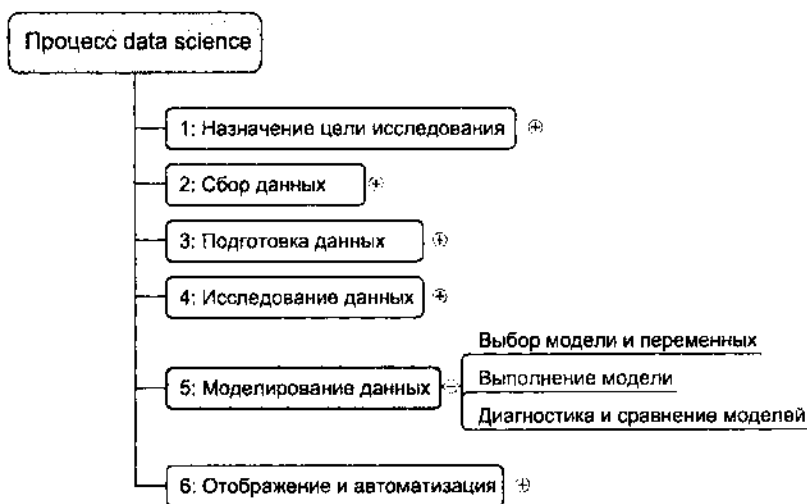 Процесс data science
1: Назначение цели исследования
2: Сбор данных
3: Подготовка данных
4: Исследование данных
Выбор модели и переменных
5: Моделирование данных
Выполнение модели
Диагностика и сравнение моделей
6: Отображение и автоматизация